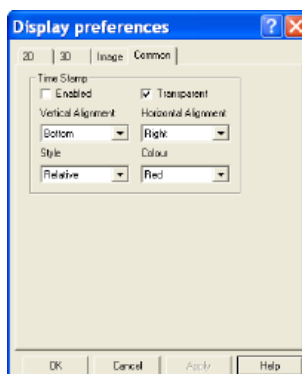 Display preferences
2D 3D Image Common
Time Stamp
Enabled Transparent
Vertical Alignment Horizontal Alignment
Bottom Right
Style Colour
Relative Red
OK Cancel Apply Help